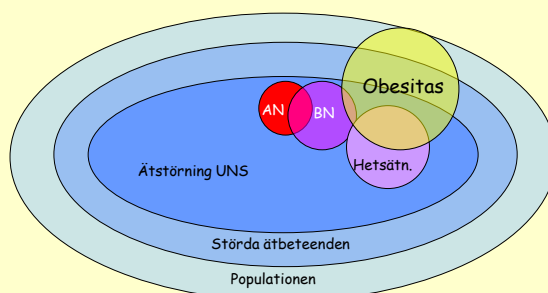 Obesitas
AN
BN
Hetsätn.
Ätstörning UNS
Störda ätbeteenden
Populationen